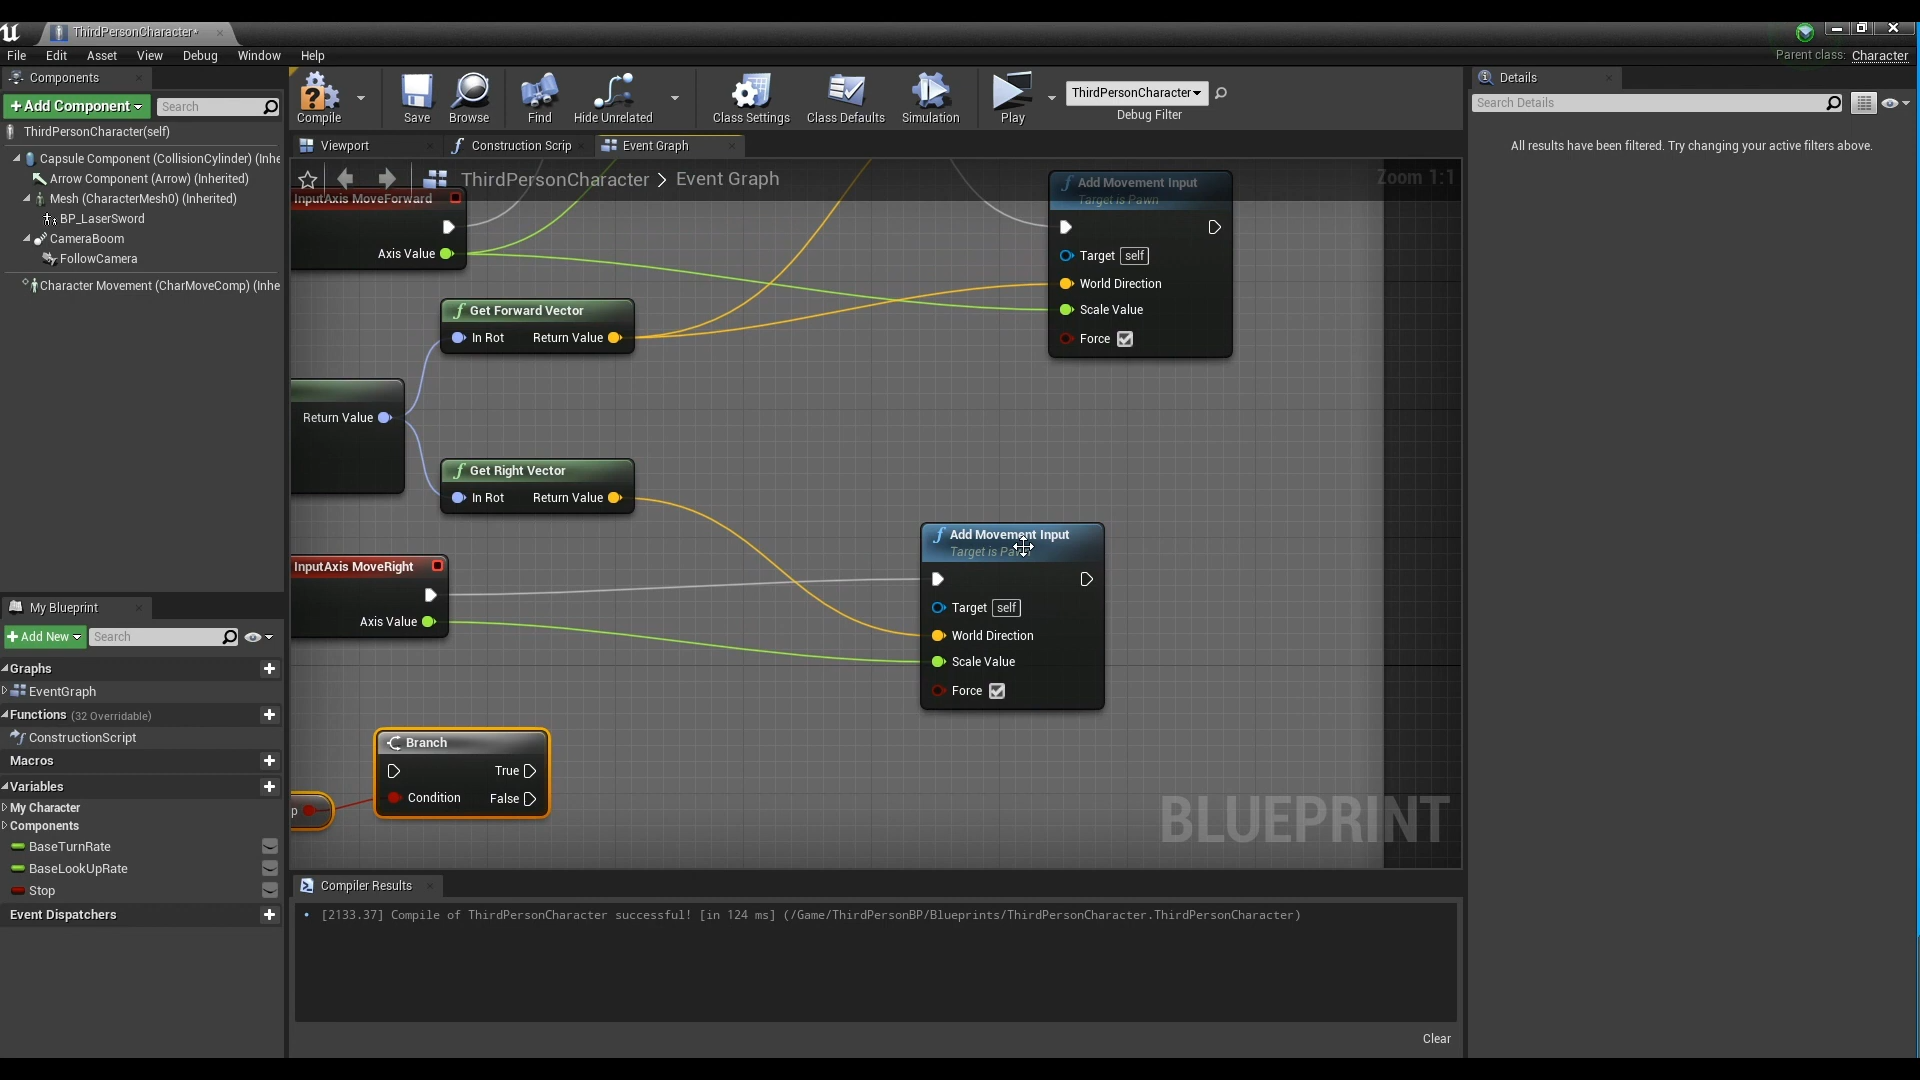 ThirdPersonCharacter*
File Edit Asset View Debug Window Help
Parent class: Character
Components
+Add Component
Search
ThirdPersonCharacter(self)
Capsule Component (CollisionCylinder) (Inhe
Arrow Component (Arrow) (Inherited)
Mesh (CharacterMesh0) (Inherited)
BP_LaserSword
CameraBoom
FollowCamera
Character Movement (CharMoveComp) (Inhe
My Blueprint
+Add New
Search
Graphs
EventGraph
Functions (32 Overridable)
ConstructionScript
Macros
Variables
My Character
Components
BaseTurnRate
BaseLookUpRate
Stop
Event Dispatchers
Compile
Save
Browse
Find
Hide Unrelated
Class Settings
Class Defaults
Simulation
Play
ThirdPersonCharacter
Debug Filter
Viewport
Construction Scrip
Event Graph
ThirdPersonCharacter > Event Graph
Zoom 1:1
InputAxis MoveForward
Axis Value
Add Movement Input
Target is Pawn
Target self
World Direction
Scale Value
Force
Get Forward Vector
In Rot Return Value
Return Value
Get Right Vector
In Rot Return Value
InputAxis MoveRight
Axis Value
Add Movement Input
Target is Pawn
Target self
World Direction
Scale Value
Force
Branch
True
Condition False
p
BLUEPRINT
Compiler Results
• [2133.37] Compile of ThirdPersonCharacter successful! [in 124 ms] (/Game/ThirdPersonBP/Blueprints/ThirdPersonCharacter.ThirdPersonCharacter)
Clear
Details
Search Details
All results have been filtered. Try changing your active filters above.